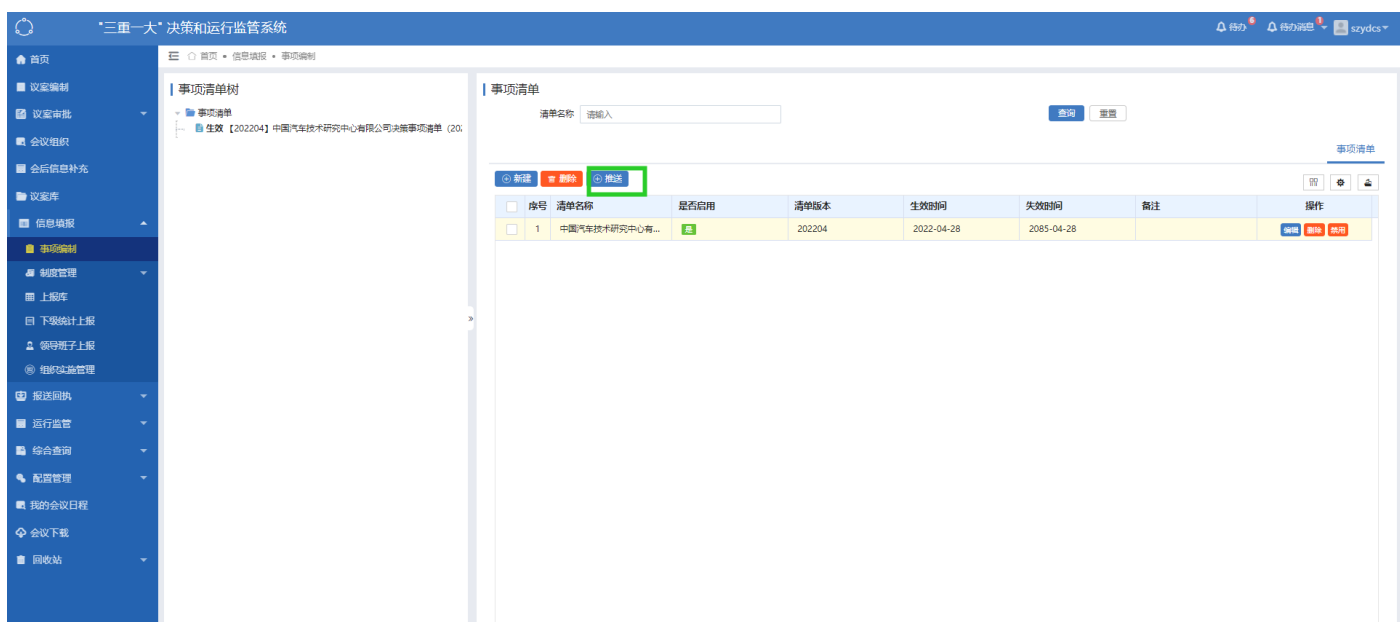 "三重一大" 决策和运行监管系统
待办 6 待办消息 1 szydcs
首页
议案编制
议案审批
会议组织
会后信息补充
议案库
信息填报
事项编制
制度管理
上报库
下级统计上报
领导班子上报
组织实施管理
报送回执
运行监管
综合查询
配置管理
我的会议日程
会议下载
回收站
首页 • 信息填报 • 事项编制
事项清单树
事项清单
生效 【202204】中国汽车技术研究中心有限公司决策事项清单（202
事项清单
清单名称 请输入 查询 重置
事项清单
新建 删除 推送
序号 清单名称 是否启用 清单版本 生效时间 失效时间 备注 操作
1 中国汽车技术研究中心有... 是 202204 2022-04-28 2085-04-28 编辑 删除 禁用